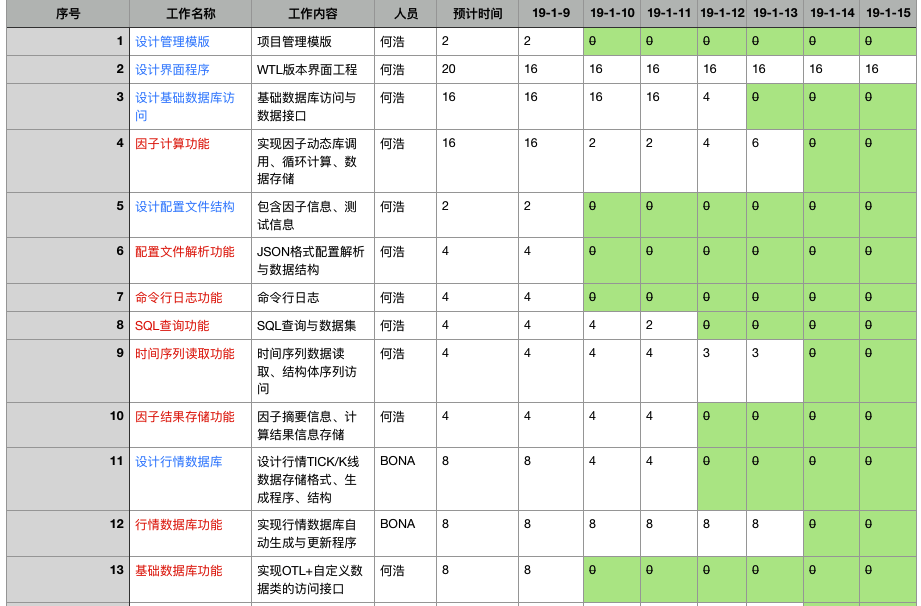 序号 工作名称 工作内容 人员 预计时间 19-1-9 19-1-10 19-1-11 19-1-12 19-1-13 19-1-14 19-1-15
1 设计管理模版 项目管理模版 何浩 2 2 0 0 0 0 0 0
2 设计界面程序 WTL版本界面工程 何浩 20 16 16 16 16 16 16 16
3 设计基础数据库访 基础数据库访问与 何浩 16 16 16 16 4 0 0 0
问 数据接口
4 因子计算功能 实现因子动态库调 何浩 16 16 2 2 4 6 0 0
用、循环计算、数
据存储
5 设计配置文件结构 包含因子信息、测 何浩 2 2 0 0 0 0 0 0
试信息
6 配置文件解析功能 JSON格式配置解析 何浩 4 4 0 0 0 0 0 0
与数据结构
7 命令行日志功能 命令行日志 何浩 4 4 0 0 0 0 0 0
8 SQL查询功能 SQL查询与数据集 何浩 4 4 4 2 0 0 0 0
9 时间序列读取功能 时间序列数据读 何浩 4 4 4 4 3 3 0 0
取、结构体序列访
问
10 因子结果存储功能 因子摘要信息、计 何浩 4 4 4 4 0 0 0 0
算结果信息存储
11 设计行情数据库 设计行情TICK/K线 BONA 8 8 4 4 0 0 0 0
数据存储格式、生
成程序、结构
12 行情数据库功能 实现行情数据库自 BONA 8 8 8 8 8 8 0 0
动生成与更新程序
13 基础数据库功能 实现OTL+自定义数 何浩 8 8 0 0 0 0 0 0
据类的访问接口